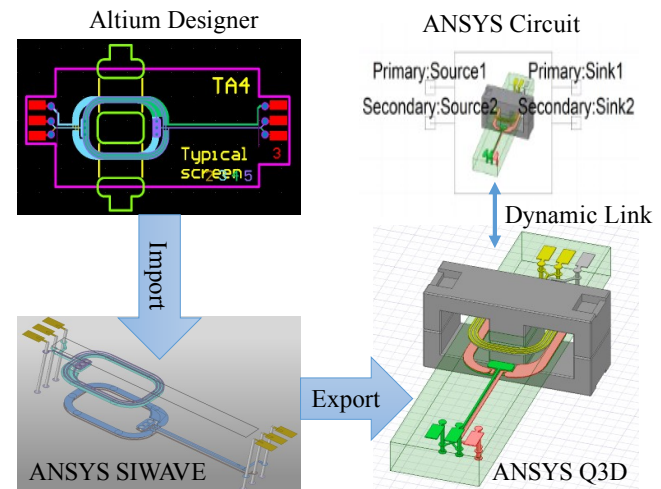 Altium Designer
TA4
Typical
screen
3
2345
ANSYS Circuit
Primary:Source1
Primary:Sink1
Secondary:Source2
Secondary:Sink2
Dynamic Link
Import
ANSYS SIWAVE
Export
ANSYS Q3D